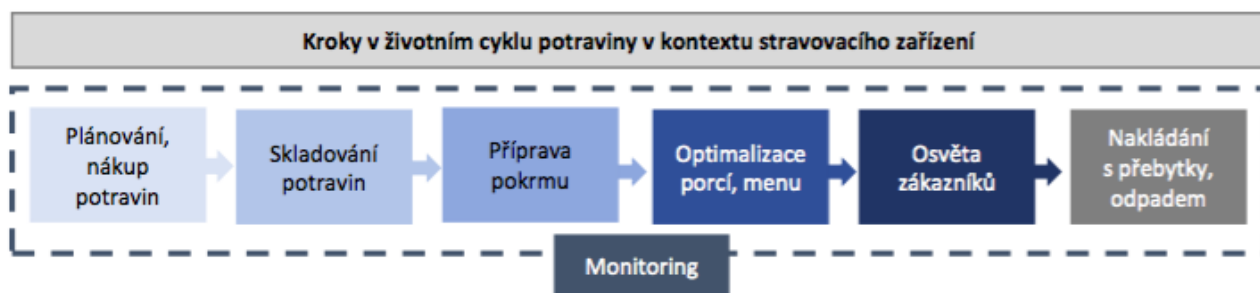 Kroky v životním cyklu potraviny v kontextu stravovacího zařízení
Plánování,
nákup
potravin
Skladování
potravin
Příprava
pokrmu
Optimalizace
porcí, menu
Osvěta
zákazníků
Nakládání
s přebytky,
odpadem
Monitoring